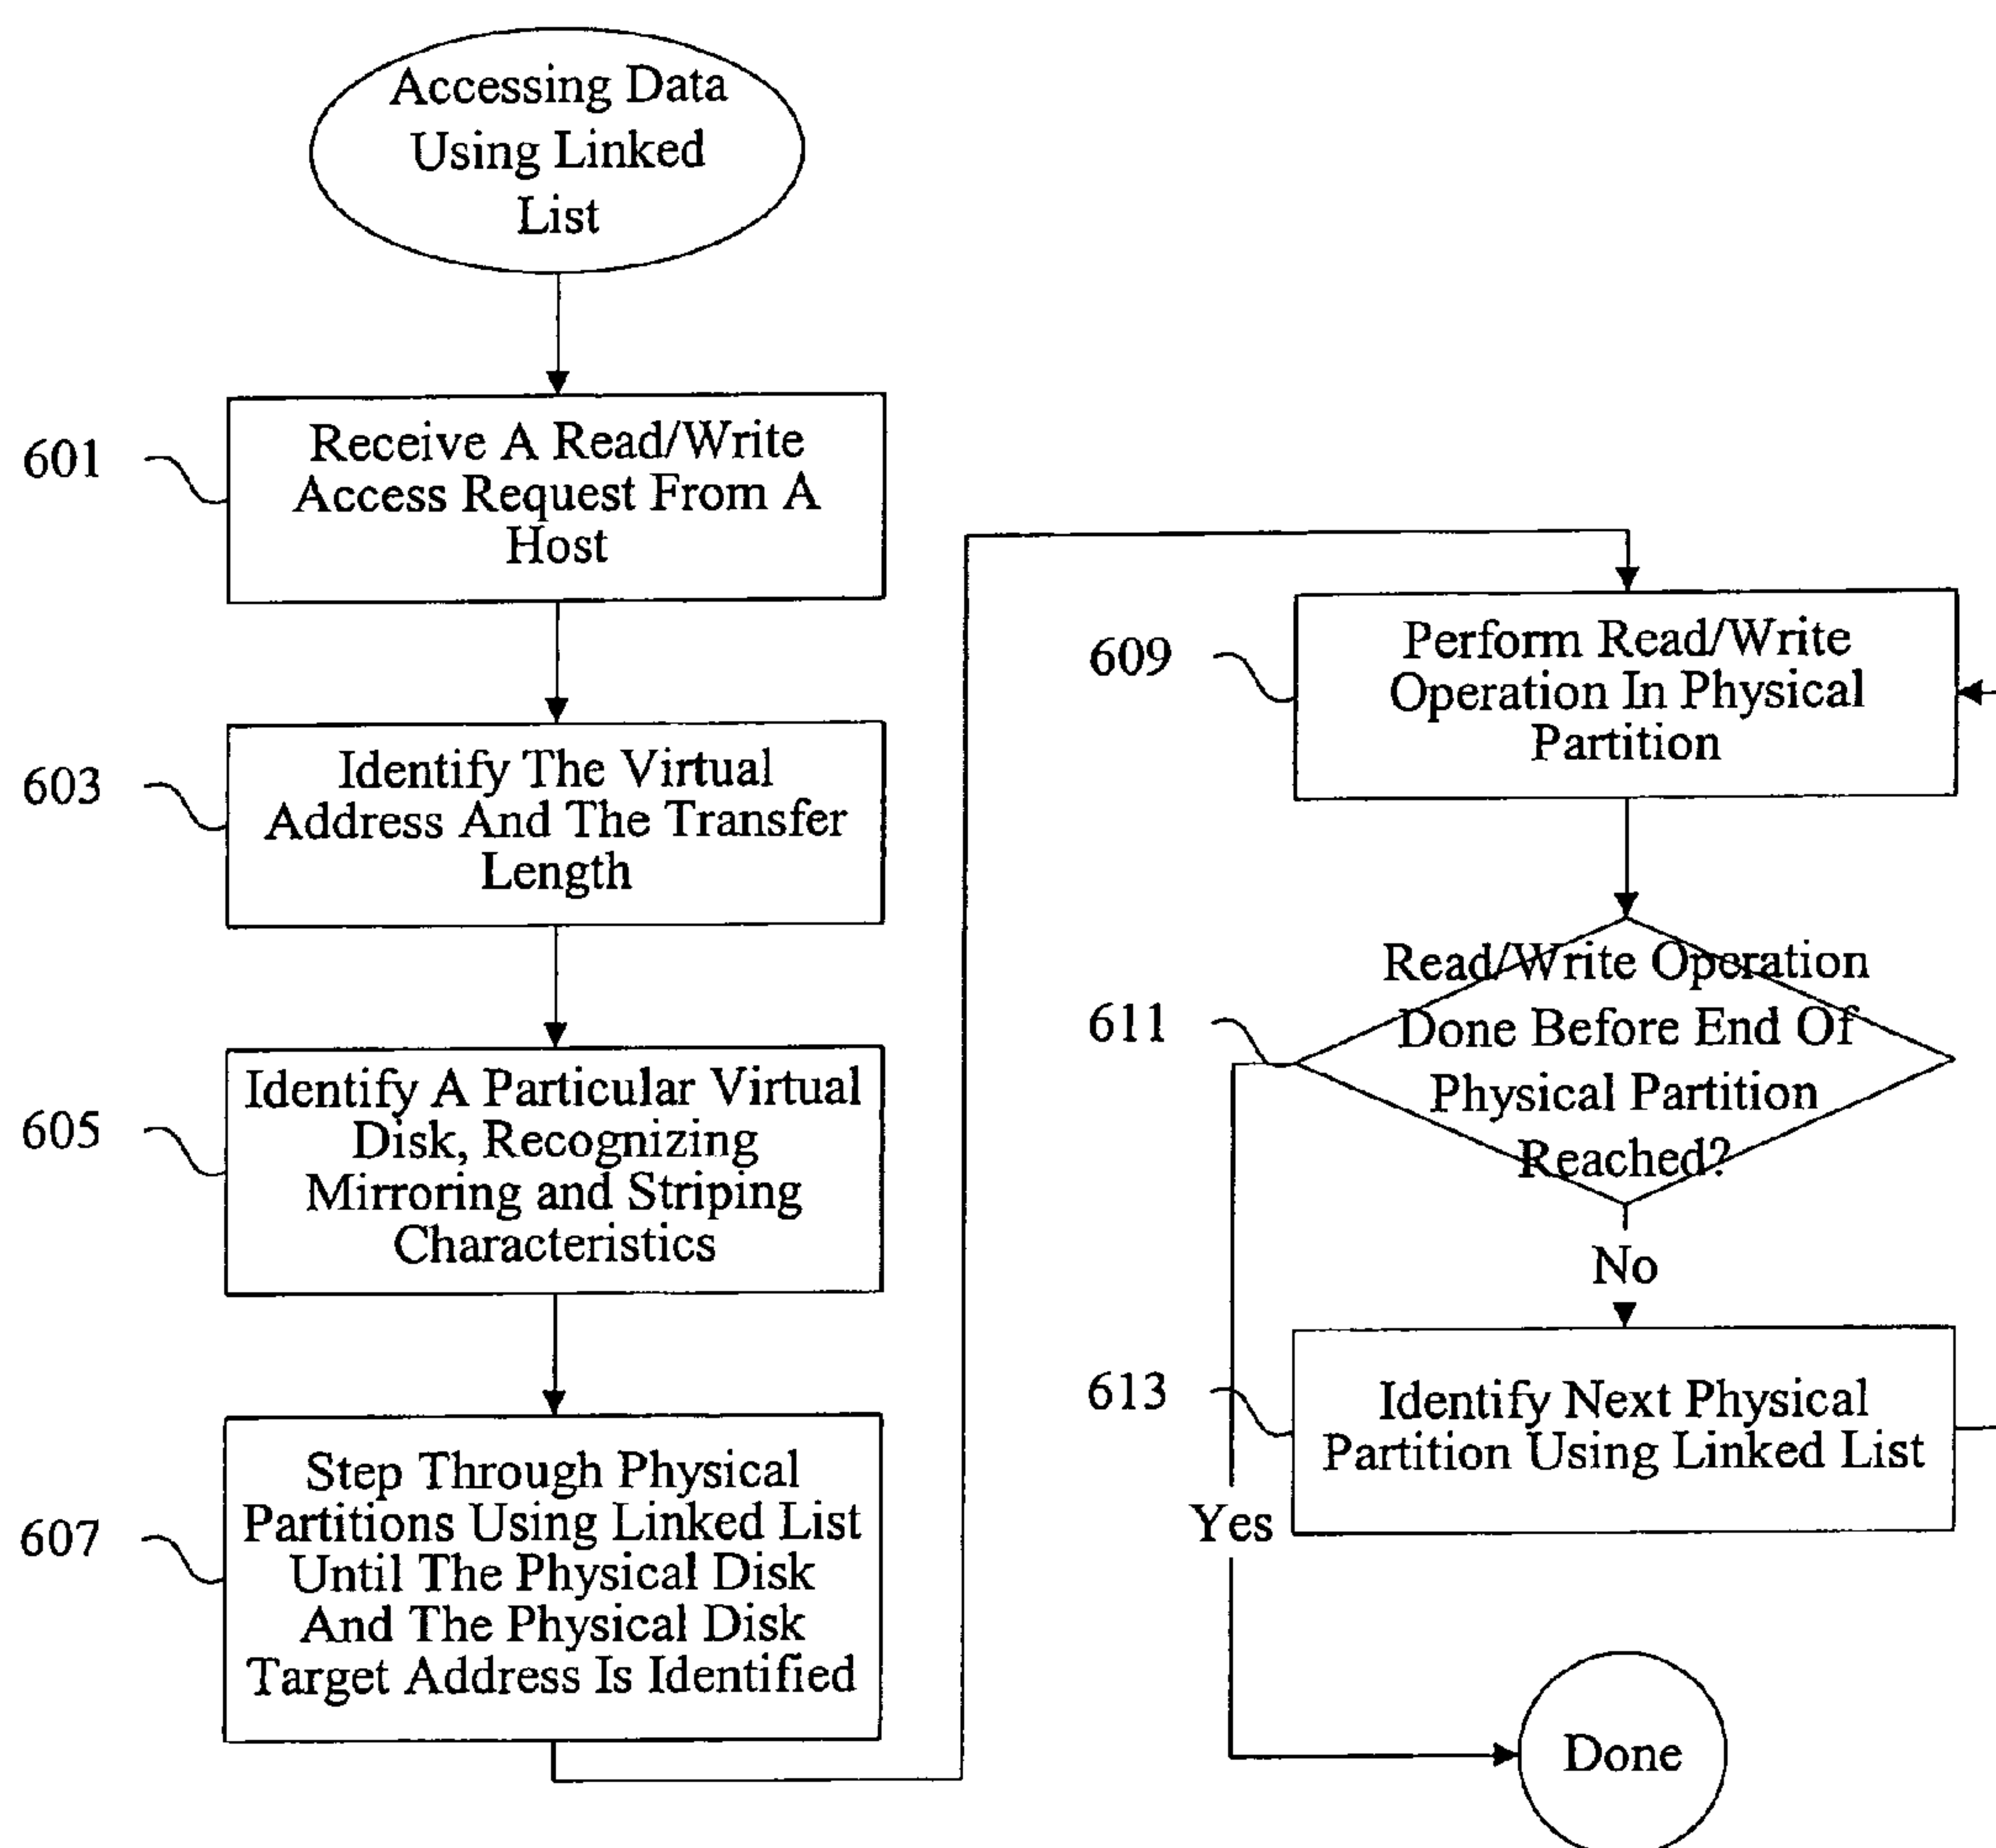 Accessing Data
Using Linked
List
601
Receive A Read/Write
Access Request From A
Host
603
Identify The Virtual
Address And The Transfer
Length
605
Identify A Particular Virtual
Disk, Recognizing
Mirroring and Striping
Characteristics
607
Step Through Physical
Partitions Using Linked List
Until The Physical Disk
And The Physical Disk
Target Address Is Identified
609
Perform Read/Write
Operation In Physical
Partition
611
Read/Write Operation
Done Before End Of
Physical Partition
Reached?
No
613
Identify Next Physical
Partition Using Linked List
Yes
Done